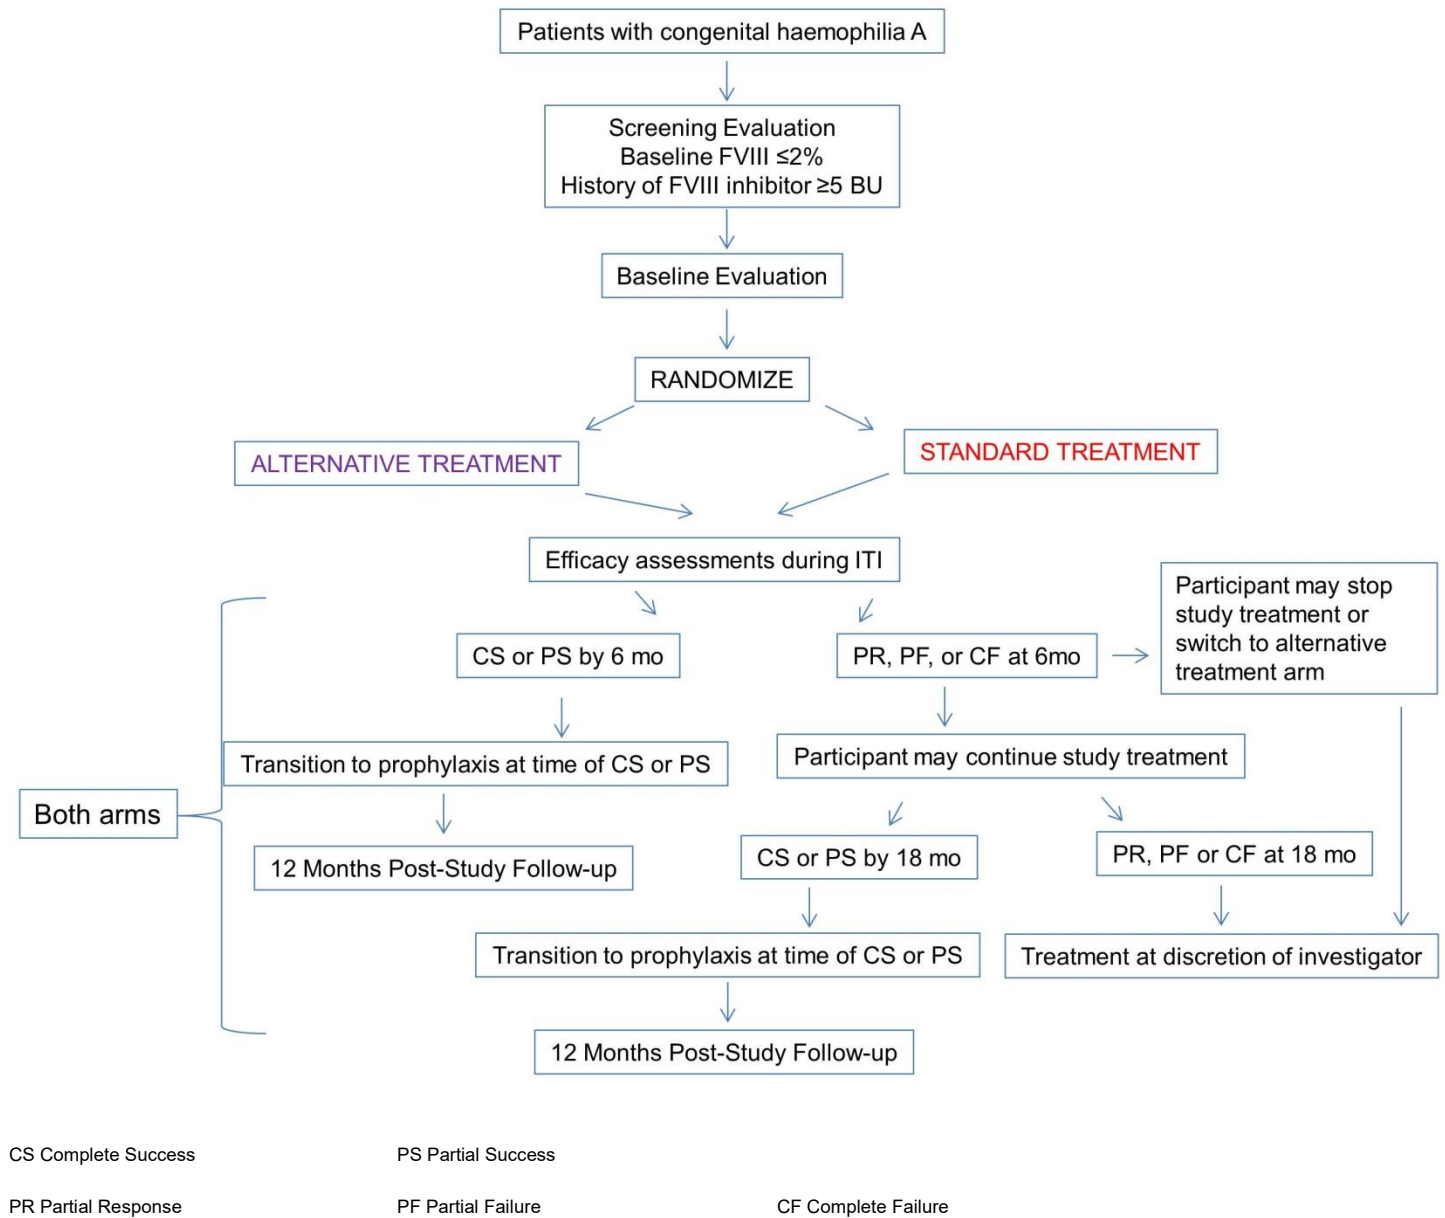 Patients with congenital haemophilia A
Screening Evaluation
Baseline FVIII ≤2%
History of FVIII inhibitor ≥5 BU
Baseline Evaluation
RANDOMIZE
ALTERNATIVE TREATMENT
STANDARD TREATMENT
Efficacy assessments during ITI
Participant may stop
study treatment or
switch to alternative
treatment arm
CS or PS by 6 mo
PR, PF, or CF at 6mo
Transition to prophylaxis at time of CS or PS
Participant may continue study treatment
Both arms
12 Months Post-Study Follow-up
CS or PS by 18 mo
PR, PF or CF at 18 mo
Transition to prophylaxis at time of CS or PS
Treatment at discretion of investigator
12 Months Post-Study Follow-up
CS Complete Success
PS Partial Success
PR Partial Response
PF Partial Failure
CF Complete Failure